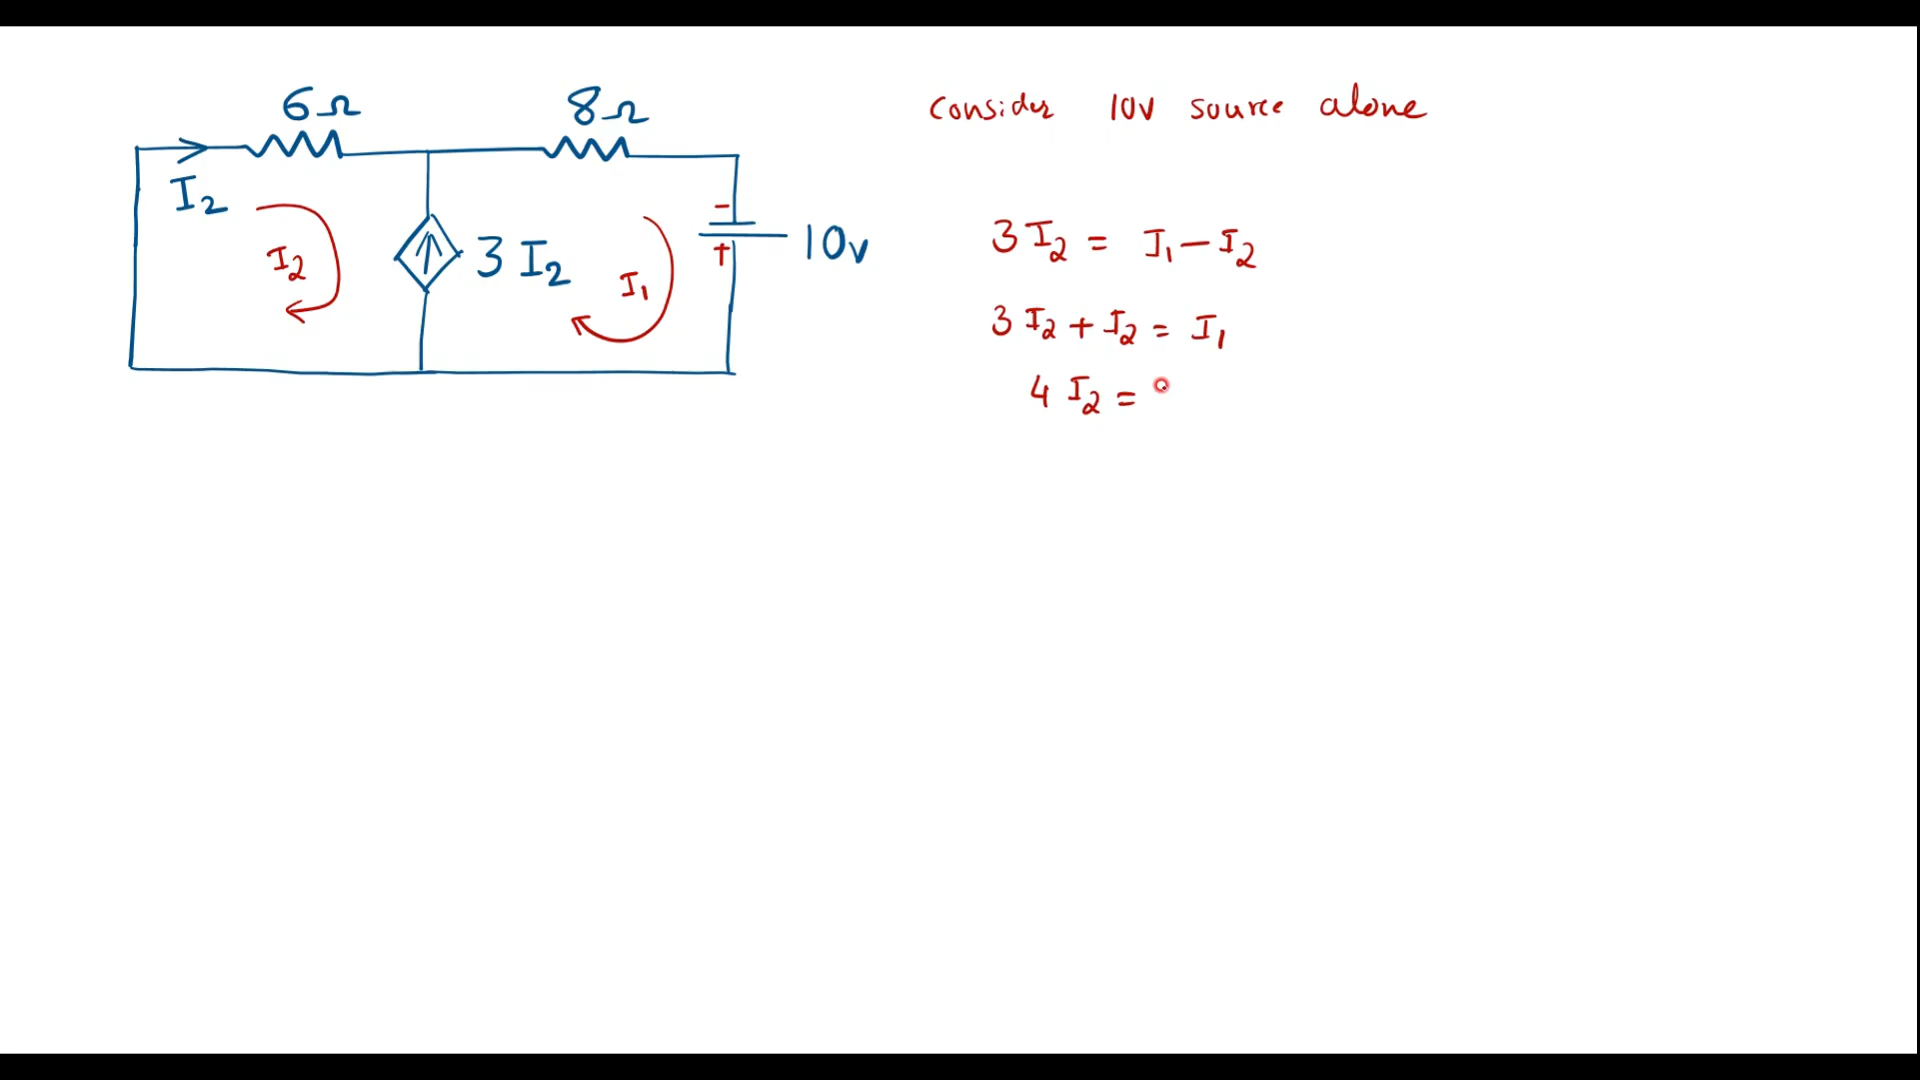 6Ω 8Ω
I2
I2
3 I2
I1
-
+
10v
Consider 10v source alone
3 I2 = I1 - I2
3 I2 + I2 = I1
4 I2 =